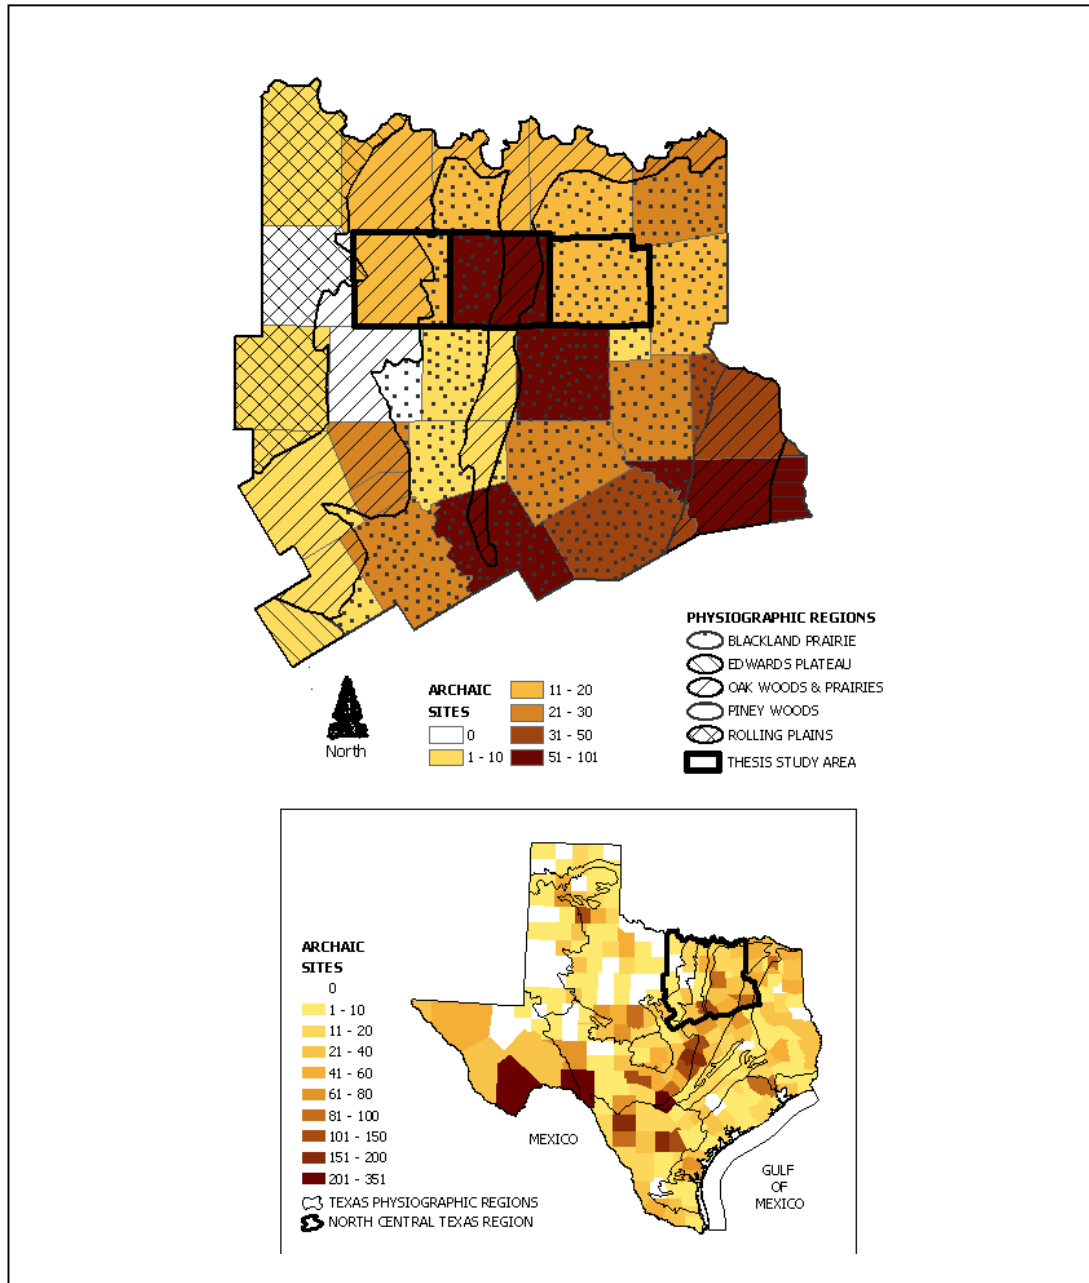 PHYSIOGRAPHIC REGIONS
BLACKLAND PRAIRIE
EDWARDS PLATEAU
OAK WOODS & PRAIRIES
PINEY WOODS
ROLLING PLAINS
THESIS STUDY AREA
North
ARCHAIC
SITES
0
1 - 10
11 - 20
21 - 30
31 - 50
51 - 101
ARCHAIC
SITES
0
1 - 10
11 - 20
21 - 40
41 - 60
61 - 80
81 - 100
101 - 150
151 - 200
201 - 351
TEXAS PHYSIOGRAPHIC REGIONS
NORTH CENTRAL TEXAS REGION
MEXICO
GULF
OF
MEXICO